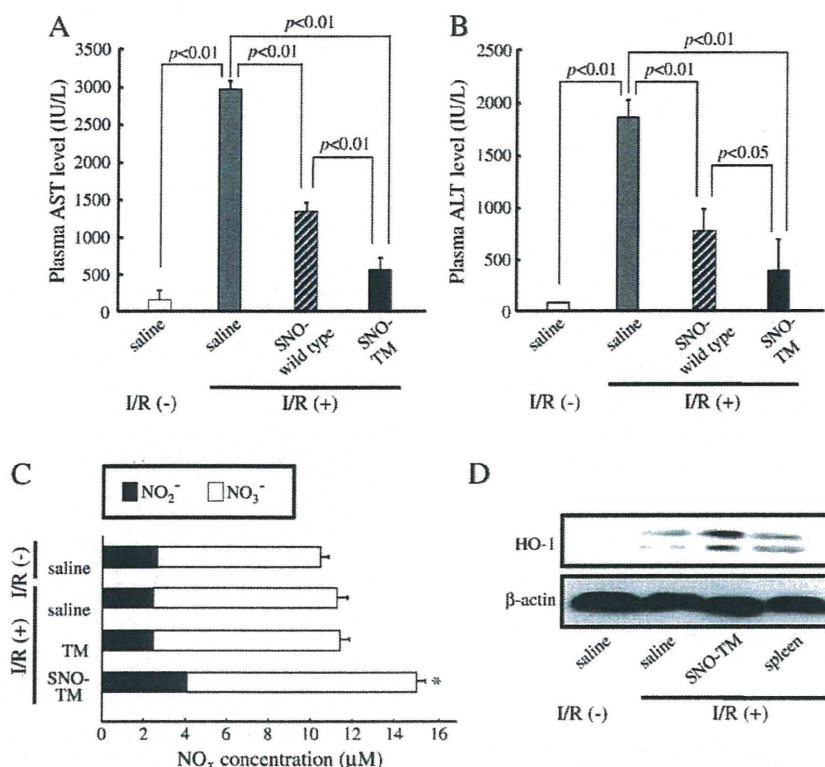 A
Plasma AST level (IU/L)
3500
3000
2500
2000
1500
1000
500
0
p<0.01
p<0.01
p<0.01
p<0.01
saline
saline
SNO-
wild type
SNO-
TM
I/R (-)
I/R (+)
B
Plasma ALT level (IU/L)
2500
2000
1500
1000
500
0
p<0.01
p<0.01
p<0.01
p<0.05
saline
saline
SNO-
wild type
SNO-
TM
I/R (-)
I/R (+)
C
NO₂⁻
NO₃⁻
I/R (-)
saline
I/R (+)
saline
TM
SNO-
TM
*
0 2 4 6 8 10 12 14 16
NOx concentration (μM)
D
HO-1
β-actin
saline
saline
SNO-TM
spleen
I/R (-)
I/R (+)